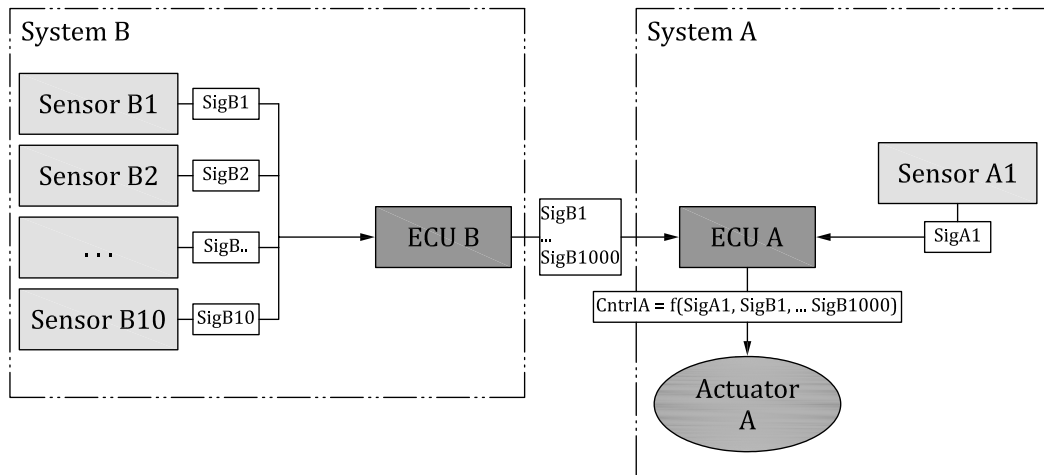 System B
Sensor B1
SigB1
Sensor B2
SigB2
...
SigB..
Sensor B10
SigB10
ECU B
SigB1
...
SigB1000
System A
Sensor A1
SigA1
ECU A
CntrlA = f(SigA1, SigB1, ... SigB1000)
Actuator
A